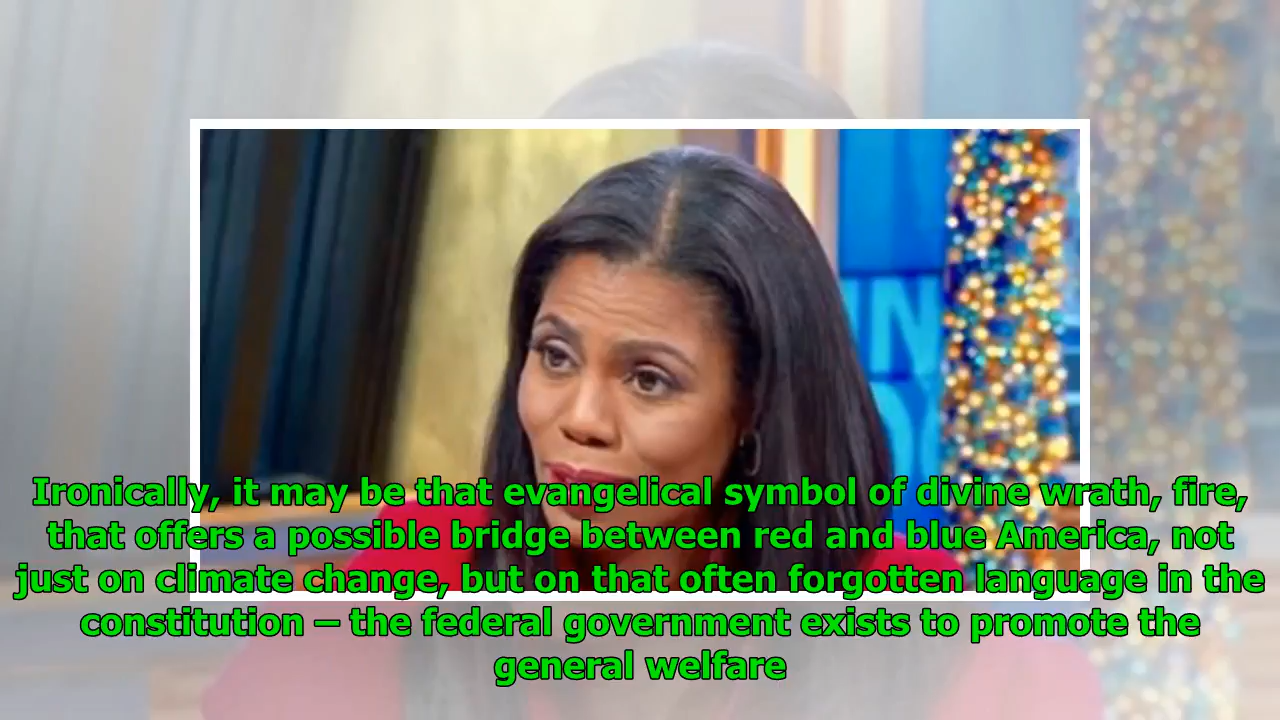 Ironically, it may be that evangelical symbol of divine wrath, fire,
that offers a possible bridge between red and blue America, not
just on climate change, but on that often forgotten language in the
constitution – the federal government exists to promote the
general welfare